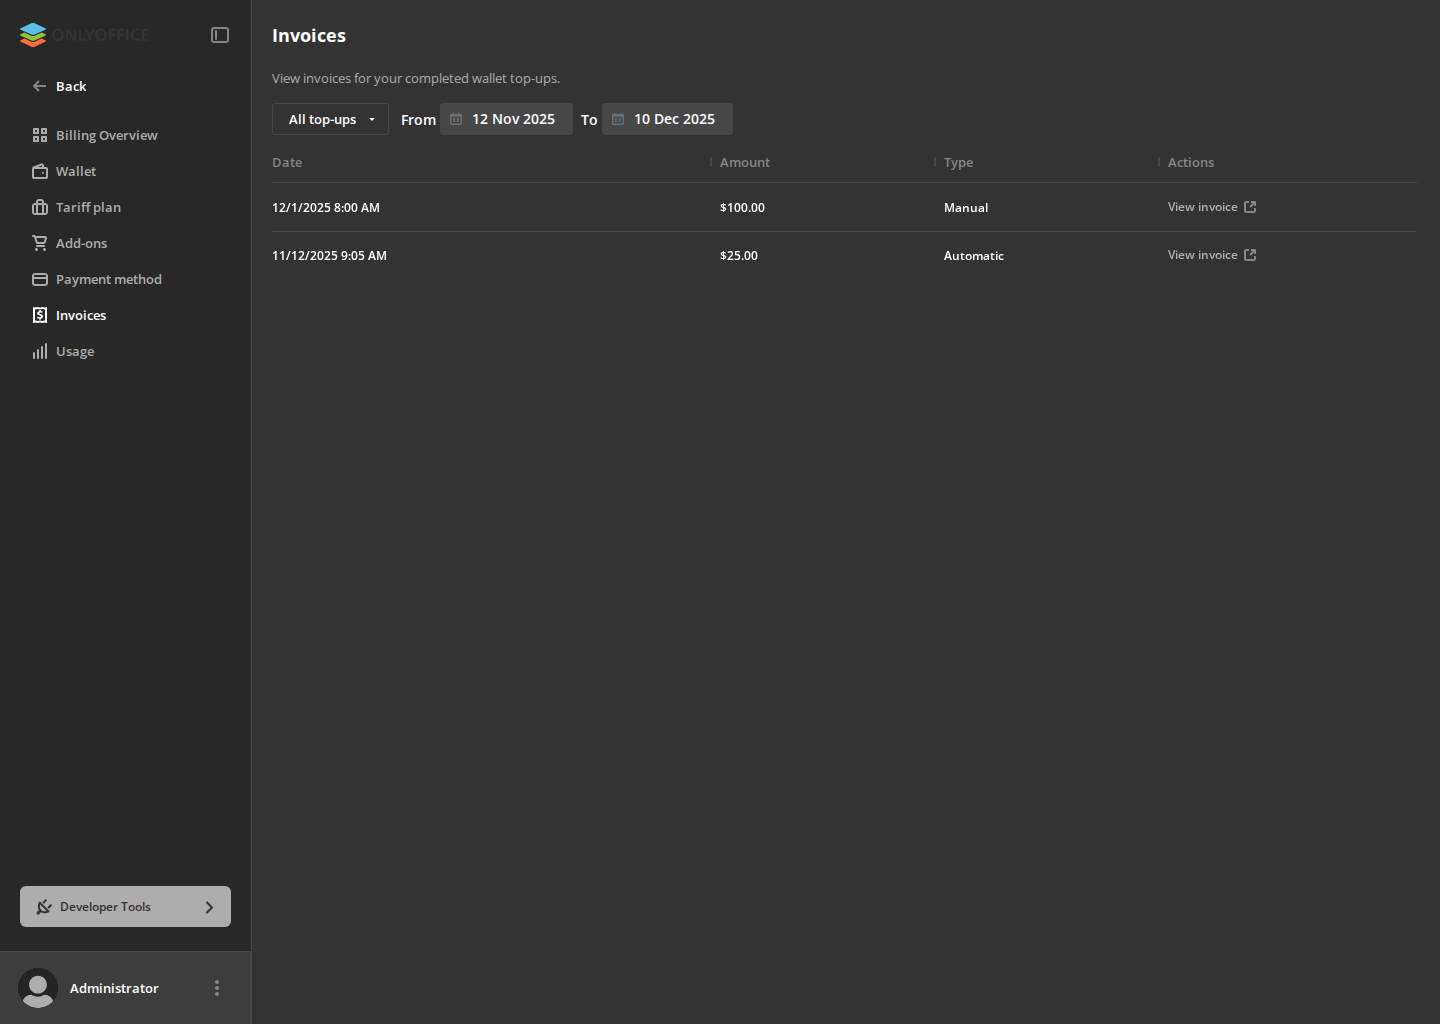 ONLYOFFICE
Back
Billing Overview
Wallet
Tariff plan
Add-ons
Payment method
Invoices
Usage
Developer Tools
Administrator
Invoices
View invoices for your completed wallet top-ups.
All top-ups From 12 Nov 2025 To 10 Dec 2025
Date Amount Type Actions
12/1/2025 8:00 AM $100.00 Manual View invoice
11/12/2025 9:05 AM $25.00 Automatic View invoice